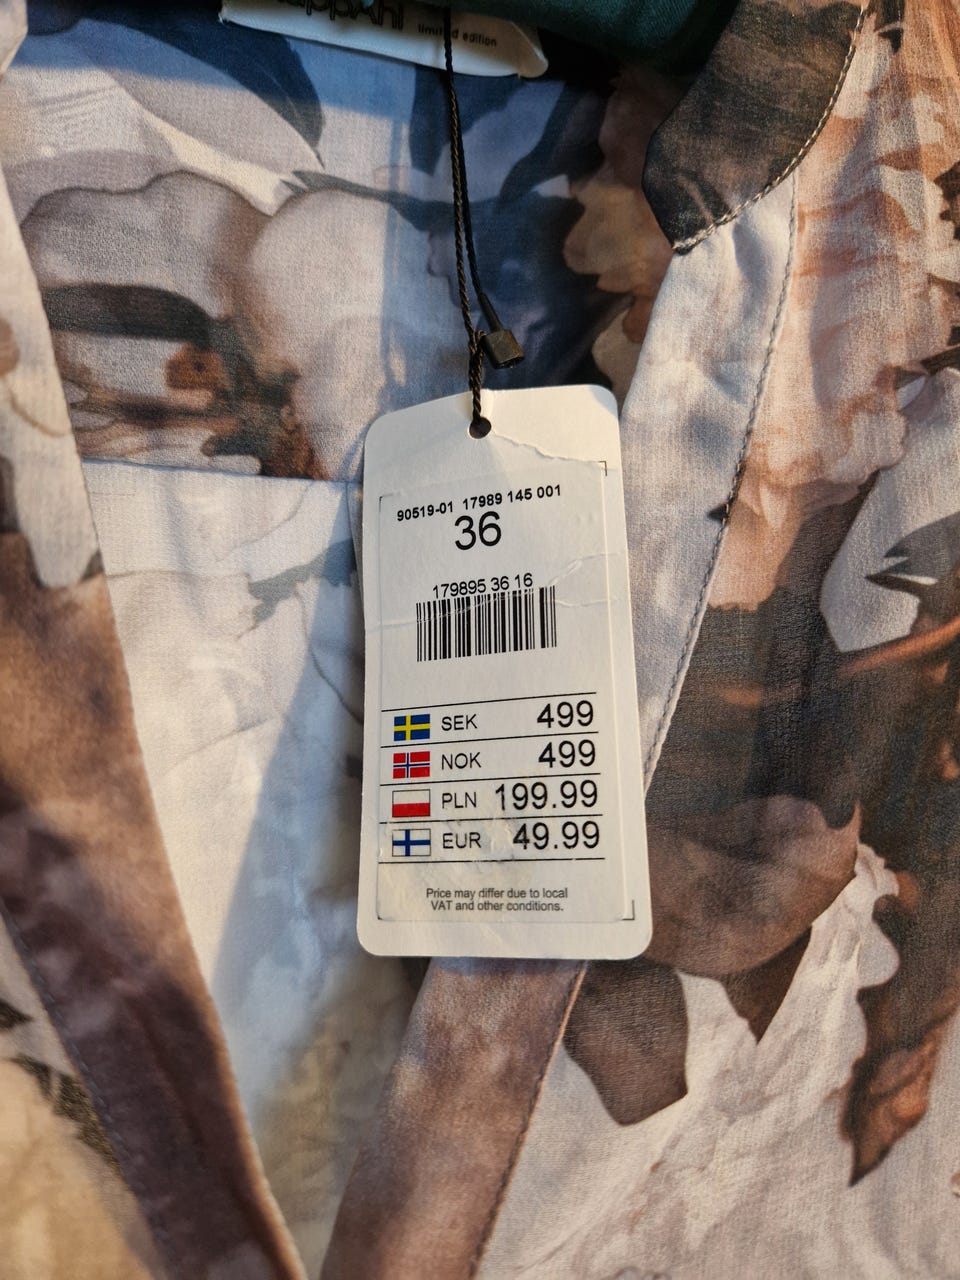 limited edition
90519-01 17989 145 001
36
179895 36 16
SEK 499
NOK 499
PLN 199.99
EUR 49.99
Price may differ due to local
VAT and other conditions.